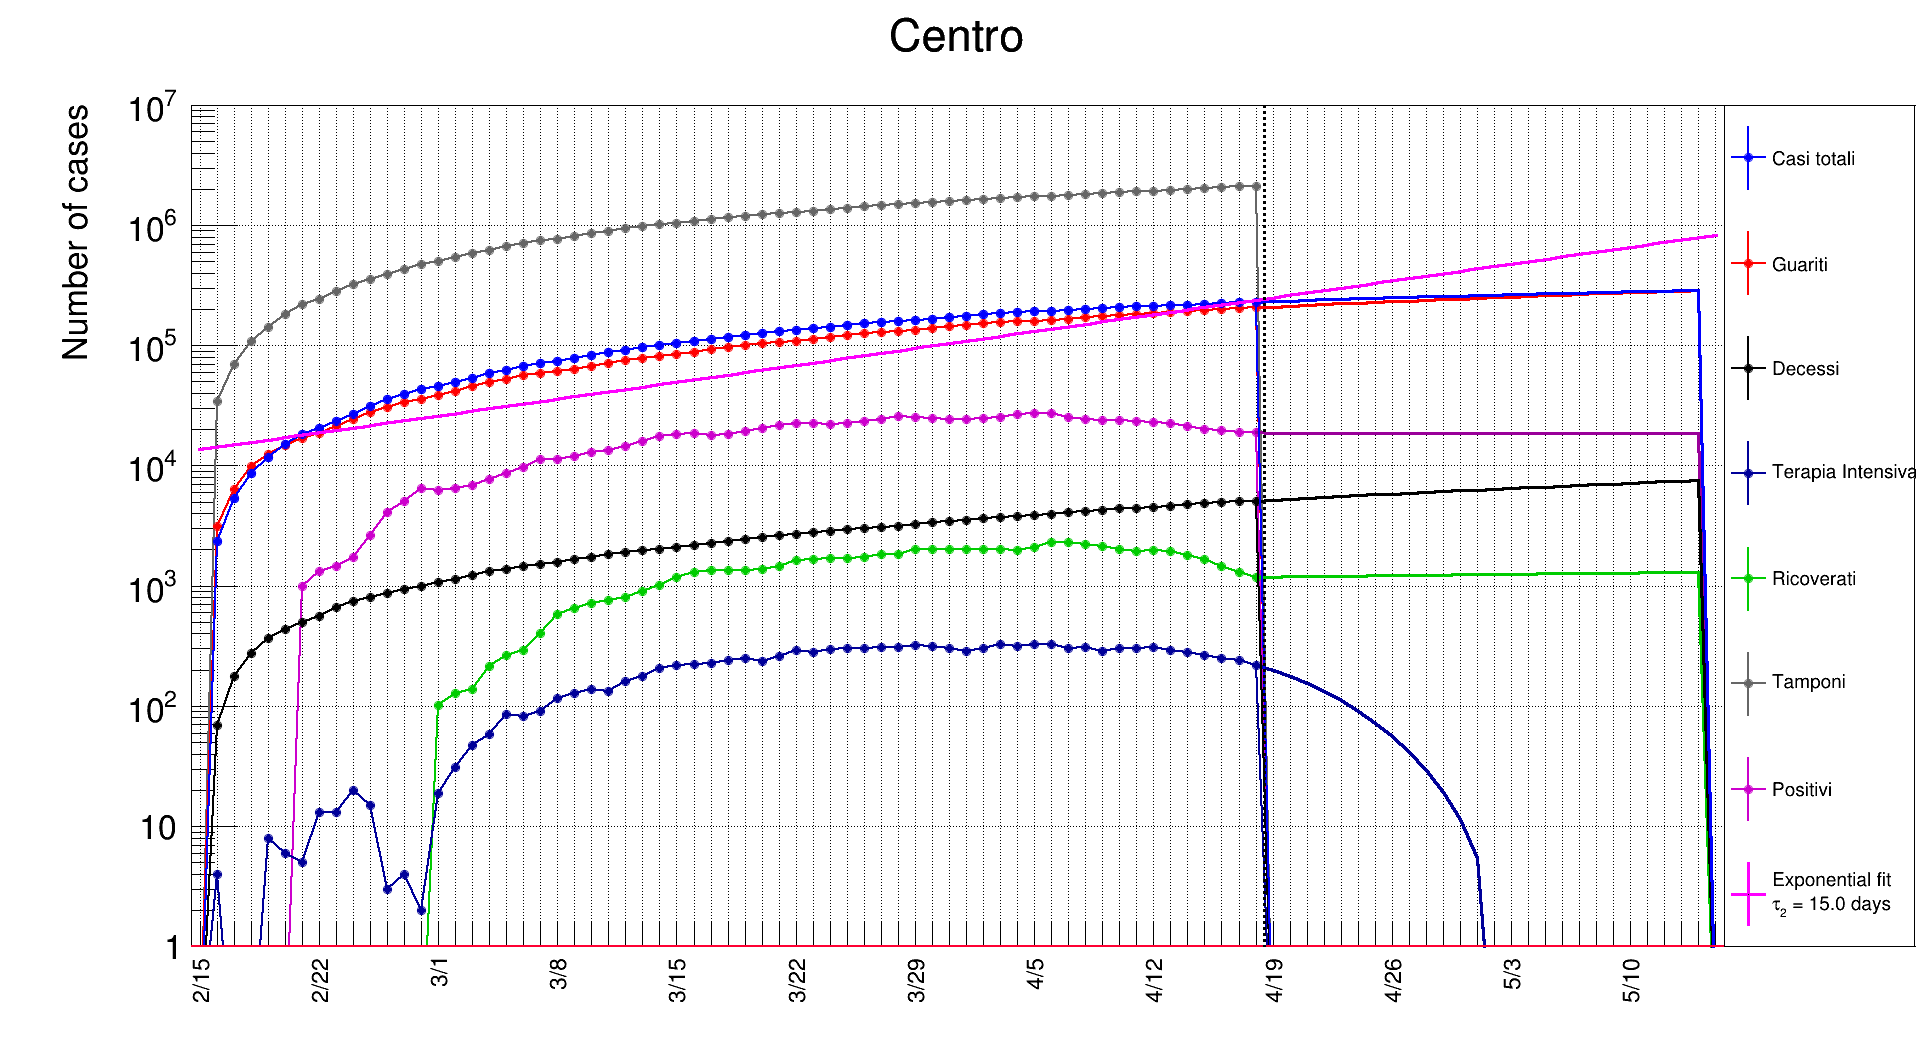 Centro
Number of cases
10^7
10^6
10^5
10^4
10^3
10^2
10
1
2/15 2/22 3/1 3/8 3/15 3/22 3/29 4/5 4/12 4/19 4/26 5/3 5/10
Casi totali
Guariti
Decessi
Terapia Intensiva
Ricoverati
Tamponi
Positivi
Exponential fit
τ_2 = 15.0 days